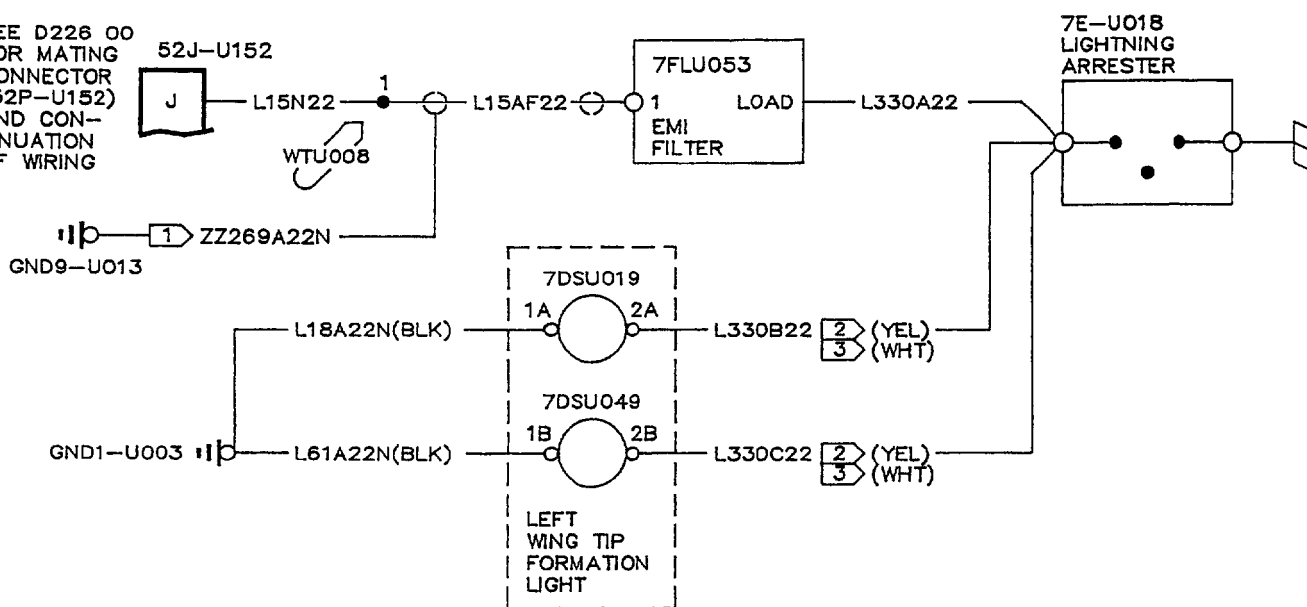 EE D226 00
OR MATING
ONNECTOR
52P-U152)
ND CON-
NUATION
F WIRING
52J-U152
J
L15N22
1
WTU008
L15AF22
7FLU053
1
LOAD
EMI
FILTER
L330A22
7E-U018
LIGHTNING
ARRESTER
1
ZZ269A22N
GND9-U013
7DSU019
1A
2A
L18A22N(BLK)
L330B22
2
(YEL)
3
(WHT)
7DSU049
1B
2B
GND1-U003
L61A22N(BLK)
L330C22
2
(YEL)
3
(WHT)
LEFT
WING TIP
FORMATION
LIGHT